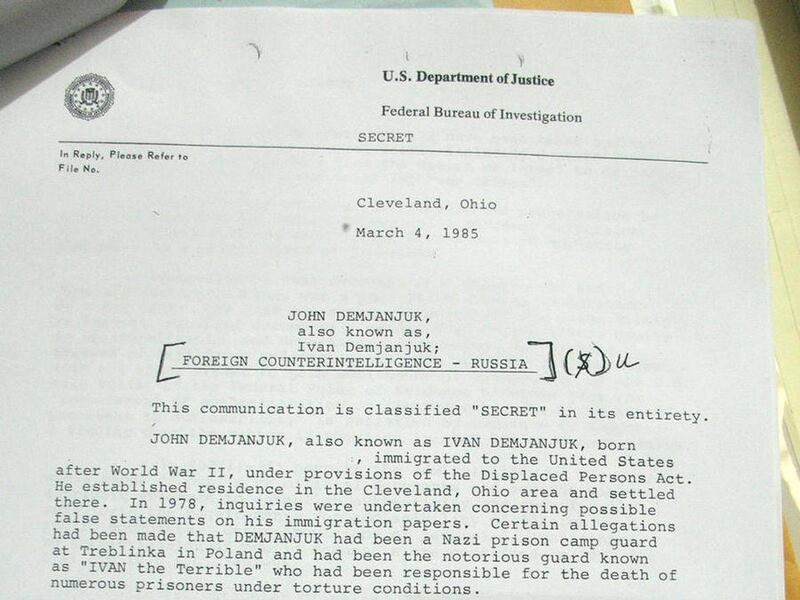 U.S. Department of Justice
Federal Bureau of Investigation
SECRET
In Reply, Please Refer to
File No.
Cleveland, Ohio
March 4, 1985
JOHN DEMJANJUK,
also known as,
Ivan Demjanjuk;
[FOREIGN COUNTERINTELLIGENCE - RUSSIA] (S) u
This communication is classified "SECRET" in its entirety.
JOHN DEMJANJUK, also known as IVAN DEMJANJUK, born
, immigrated to the United States
after World War II, under provisions of the Displaced Persons Act.
He established residence in the Cleveland, Ohio area and settled
there. In 1978, inquiries were undertaken concerning possible
false statements on his immigration papers. Certain allegations
had been made that DEMJANJUK had been a Nazi prison camp guard
at Treblinka in Poland and had been the notorious guard known
as "IVAN the Terrible" who had been responsible for the death of
numerous prisoners under torture conditions.